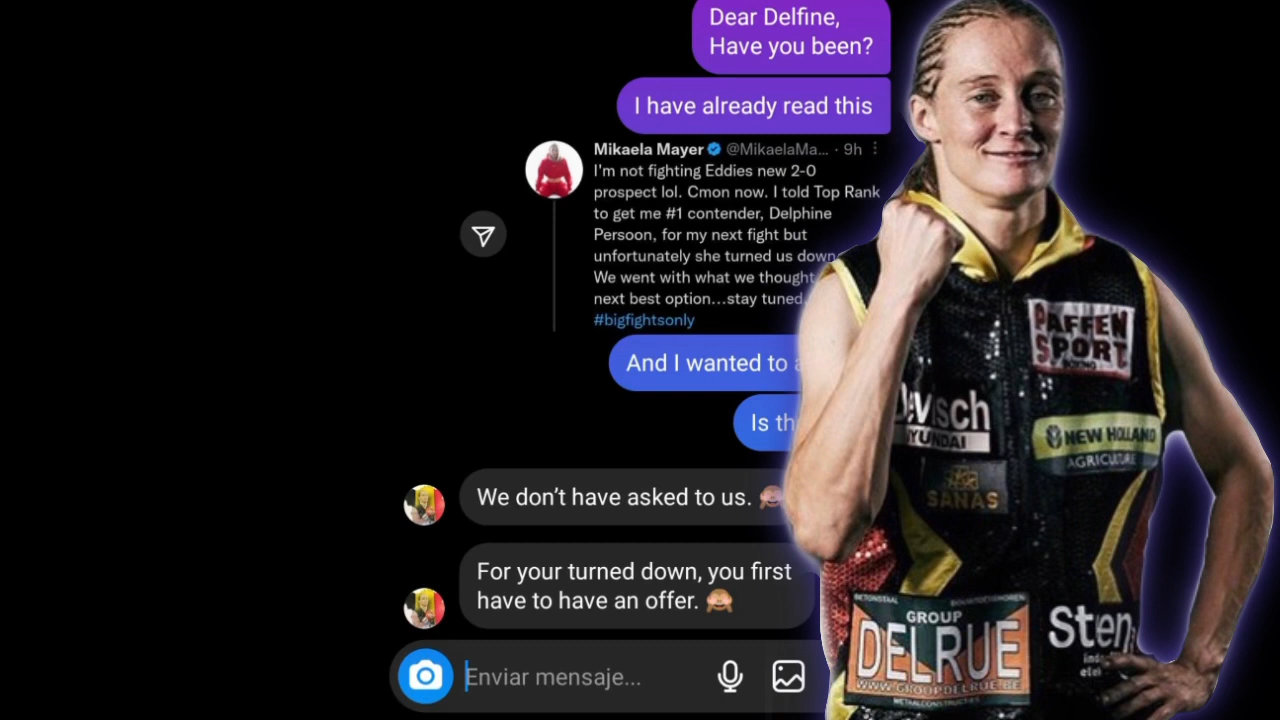 Dear Delfine,
Have you been?
I have already read this
Mikaela Mayer @MikaelaMa... · 9h
I'm not fighting Eddies new 2-0
prospect lol. Cmon now. I told Top Rank
to get me #1 contender, Delphine
Persoon, for my next fight but
unfortunately she turned us down
We went with what we thought
next best option...stay tuned
#bigfightsonly
And I wanted to
Is
We don’t have asked to us. 🙈
For your turned down, you first
have to have an offer. 🙈
Enviar mensaje...
PAFFEN
SPORT
HYUNDAI
NEW HOLLAND
AGRICULTURE
SANAS
BETONSTAAL
GROUP
DELRUE
WWW.GROUPDELRUE.BE
METAALCONSTRUCTIES
Sten